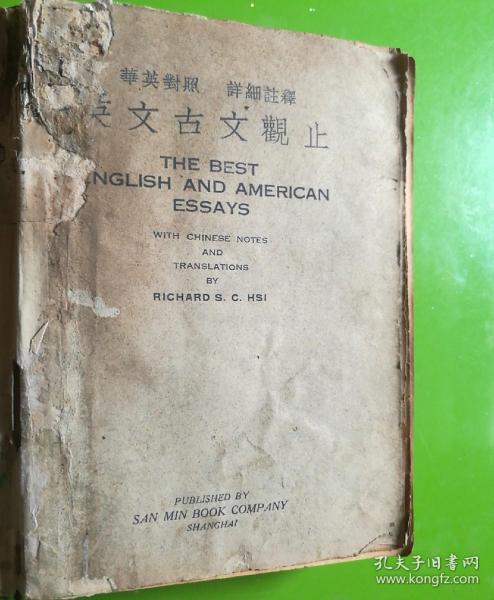 華英對照 詳細註釋
英文古文觀止
THE BEST
ENGLISH AND AMERICAN
ESSAYS
WITH CHINESE NOTES
AND
TRANSLATIONS
BY
RICHARD S. C. HSI
PUBLISHED BY
SAN MIN BOOK COMPANY
SHANGHAI
孔夫子旧书网
www.kongfz.com